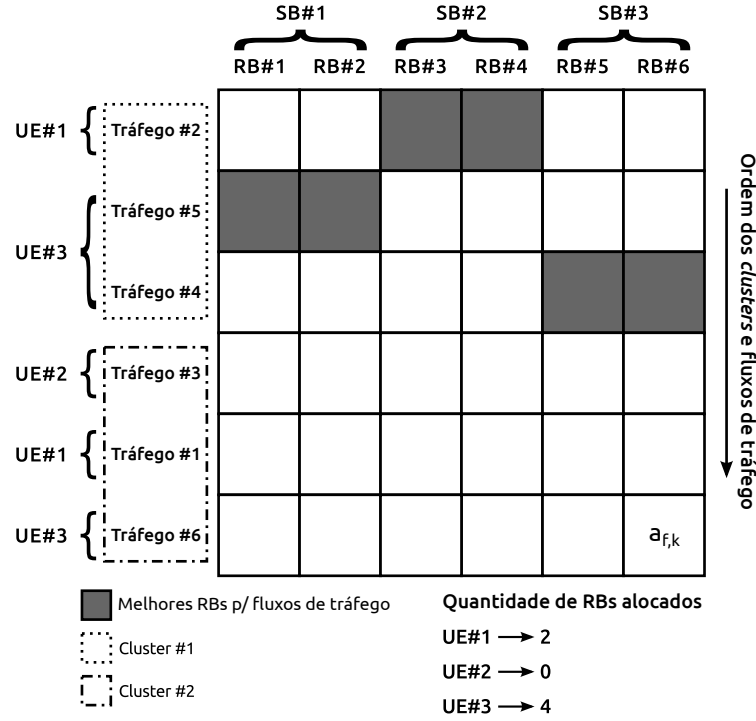 SB#1 SB#2 SB#3
RB#1 RB#2 RB#3 RB#4 RB#5 RB#6
UE#1 Tráfego #2
Tráfego #5
UE#3
Tráfego #4
UE#2 Tráfego #3
UE#1 Tráfego #1
UE#3 Tráfego #6 a_f,k
Ordem dos clusters e fluxos de tráfego
Melhores RBs p/ fluxos de tráfego
Cluster #1
Cluster #2
Quantidade de RBs alocados
UE#1 → 2
UE#2 → 0
UE#3 → 4